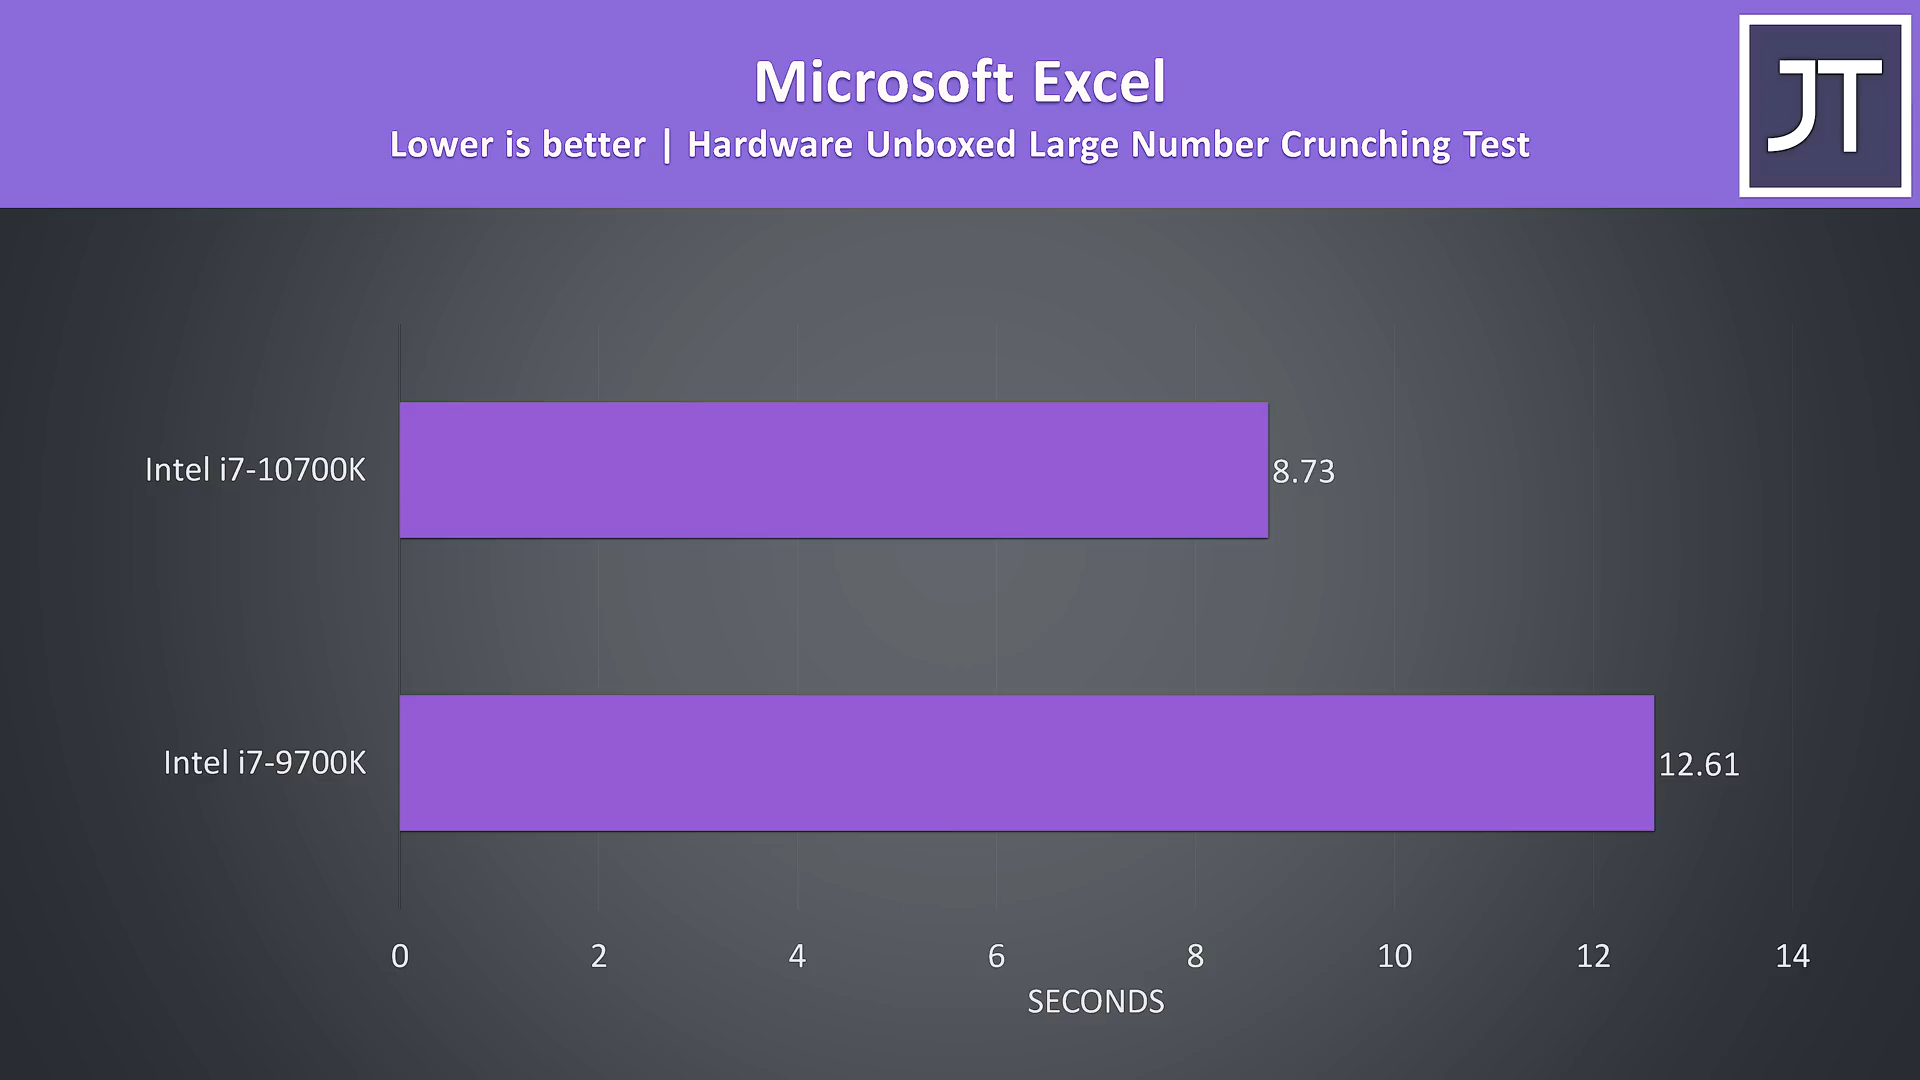 Microsoft Excel
Lower is better | Hardware Unboxed Large Number Crunching Test
JT
Intel i7-10700K
8.73
Intel i7-9700K
12.61
0 2 4 6 8 10 12 14
SECONDS